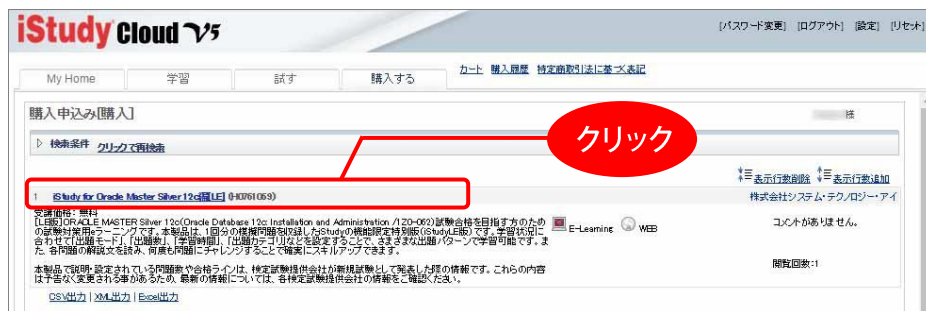 iStudy Cloud V5
[パスワード変更] [ログアウト] [設定] [リセット]
My Home 学習 試す 購入する カート 購入履歴 特定商取引法に基づく表記
購入申込み[購入]
様
▷ 検索条件 クリックで再検索
クリック
表示行数削除 表示行数追加
1 iStudy for Oracle Master Silver 12c[LE] (H0761059)
株式会社システム・テクノロジー・アイ
受講価格: 無料
[LE版]ORACLE MASTER Silver 12c(Oracle Database 12c: Installation and Administration /1Z0-062)試験合格を目指す方のため
の試験対策用eラーニングです。本製品は、1回分の模擬問題を収録したiStudyの機能限定特別版(iStudyLE版)です。学習状況に
合わせて「出題モード」、「出題数」、「学習時間」、「出題カテゴリ」などを設定することで、さまざまな出題パターンで学習可能です。ま
た、各問題の解説文を読み、何度も問題にチャレンジすることで確実にスキルアップできます。
E-Learning WEB
コメントがありません。
閲覧回数:1
本製品で説明・設定されている問題数や合格ラインは、検定試験提供会社が新規試験として発表した際の情報です。これらの内容
は予告なく変更される事があるため、最新の情報については、各検定試験提供会社の情報をご確認ください。
CSV出力 | XML出力 | Excel出力